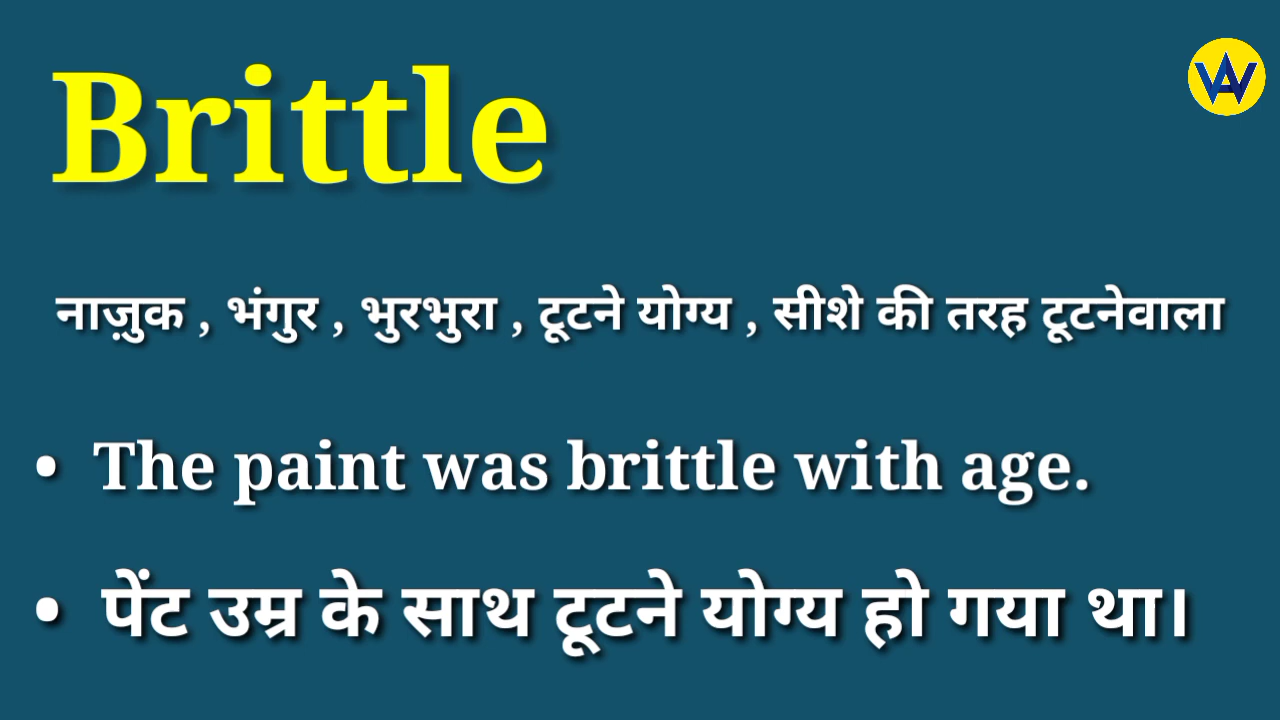 Brittle
नाज़ुक , भंगुर , भुरभुरा , टूटने योग्य , सीशे की तरह टूटनेवाला
• The paint was brittle with age.
• पेंट उम्र के साथ टूटने योग्य हो गया था।